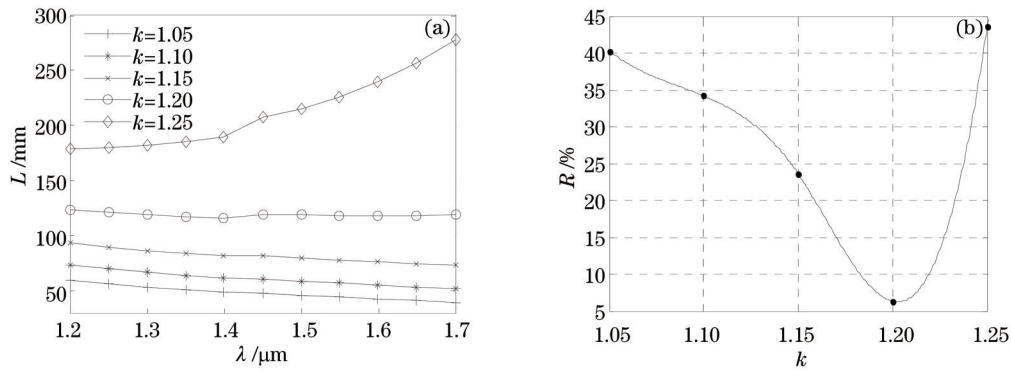 300
250
200
150
100
50
L /mm
(a)
k=1.05
k=1.10
k=1.15
k=1.20
k=1.25
1.2 1.3 1.4 1.5 1.6 1.7
λ /μm
45
40
35
30
25
20
15
10
5
R /%
(b)
1.05 1.10 1.15 1.20 1.25
k